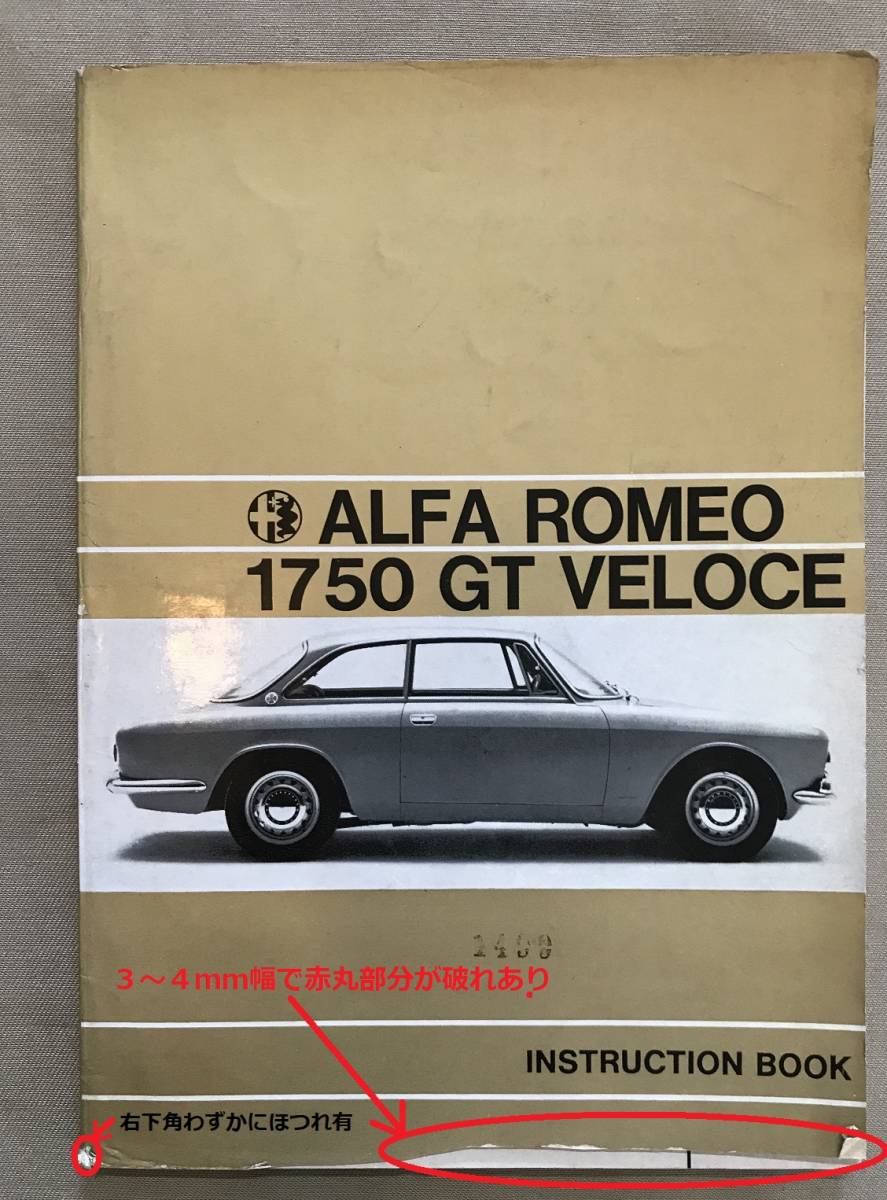 ALFA ROMEO
1750 GT VELOCE
1400
3〜4mm幅で赤丸部分が破れあり
INSTRUCTION BOOK
右下角わずかにほつれ有